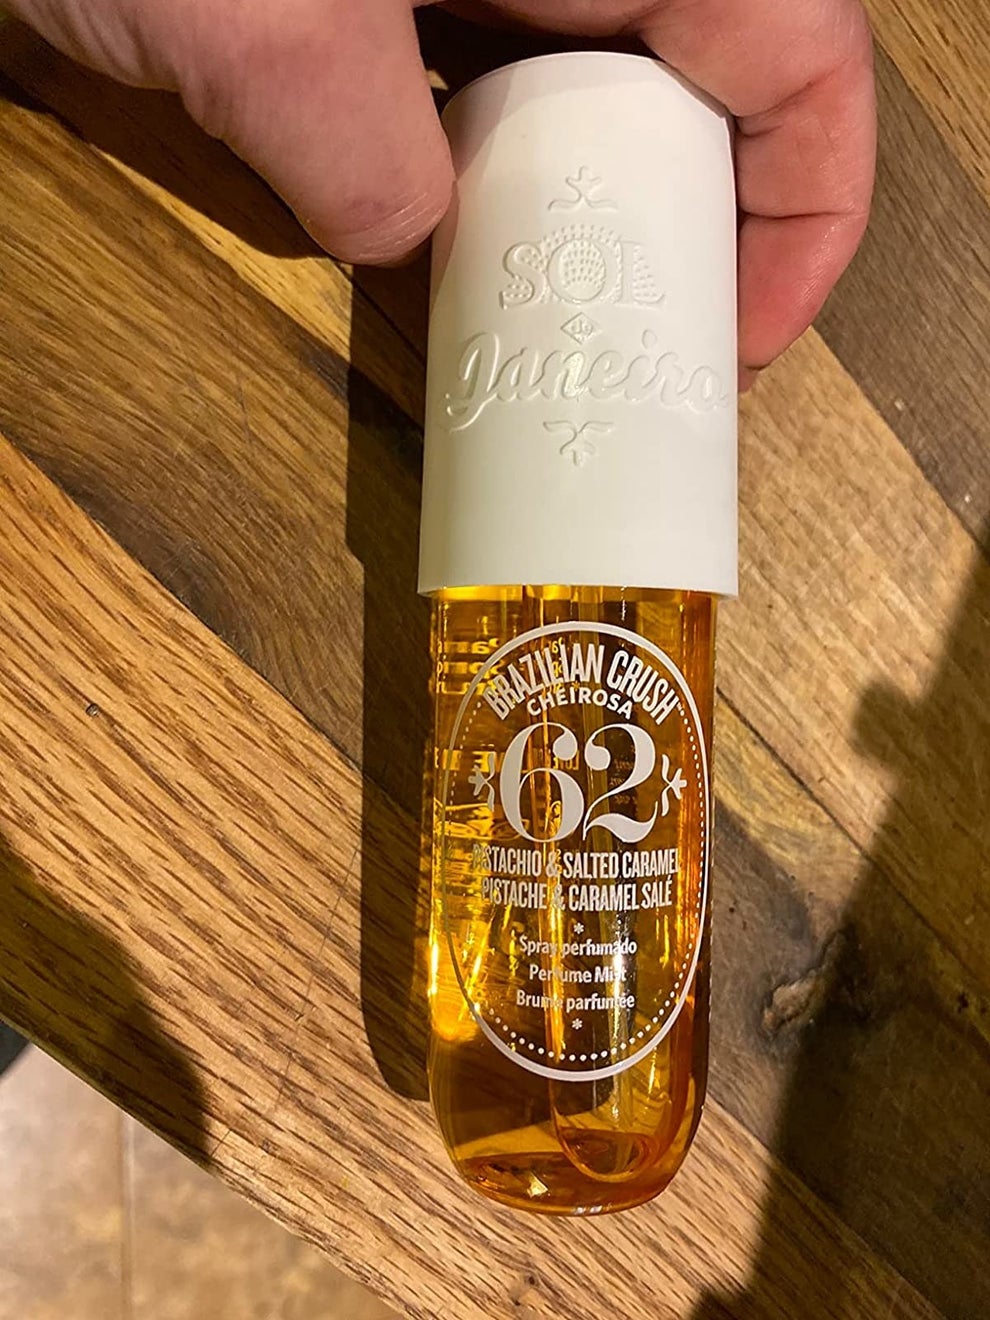 SOL
de
Janeiro
BRAZILIAN CRUSH
CHEIROSA
62
PISTACHIO & SALTED CARAMEL
PISTACHE & CARAMEL SALÉ
Spray perfumado
Perfume Mist
Brume parfumée